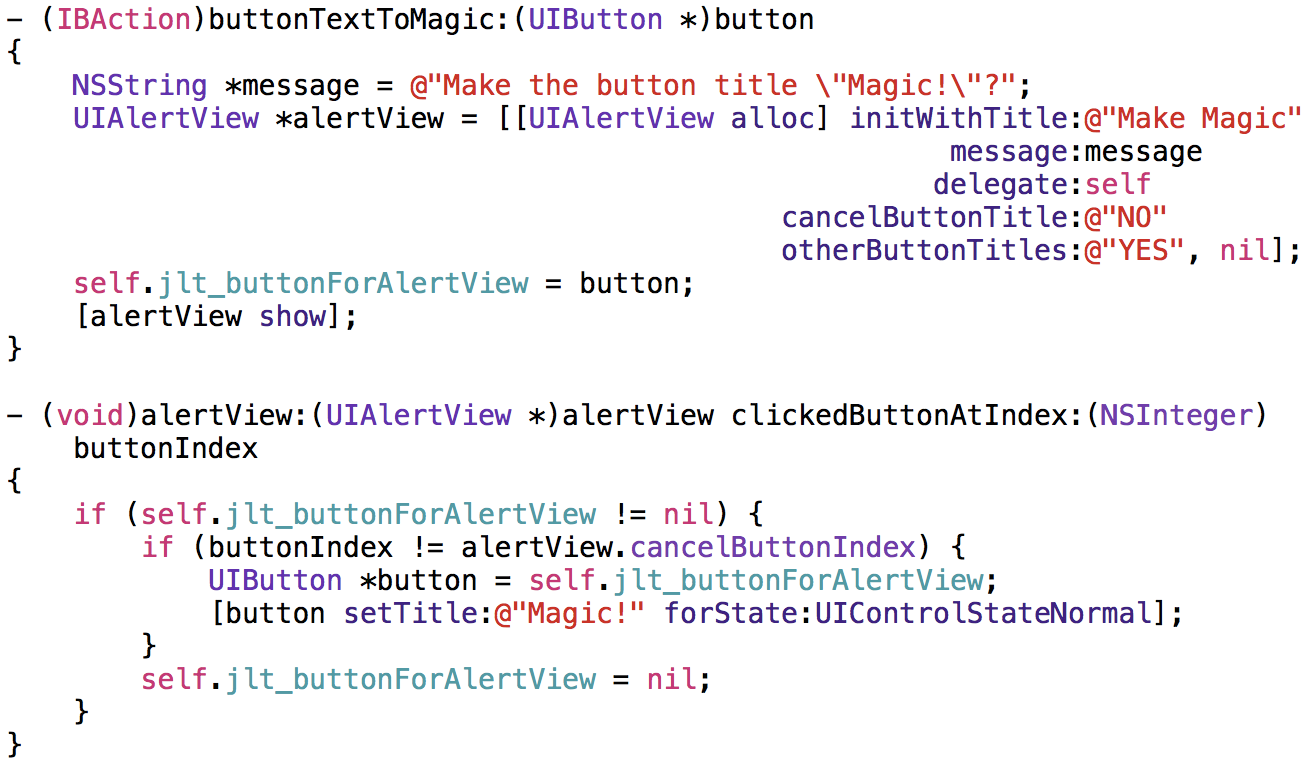 - (IBAction)buttonTextToMagic:(UIButton *)button
{
    NSString *message = @"Make the button title \"Magic!\"?";
    UIAlertView *alertView = [[UIAlertView alloc] initWithTitle:@"Make Magic"
                                                        message:message
                                                       delegate:self
                                              cancelButtonTitle:@"NO"
                                              otherButtonTitles:@"YES", nil];
    self.jlt_buttonForAlertView = button;
    [alertView show];
}

- (void)alertView:(UIAlertView *)alertView clickedButtonAtIndex:(NSInteger)
    buttonIndex
{
    if (self.jlt_buttonForAlertView != nil) {
        if (buttonIndex != alertView.cancelButtonIndex) {
            UIButton *button = self.jlt_buttonForAlertView;
            [button setTitle:@"Magic!" forState:UIControlStateNormal];
        }
        self.jlt_buttonForAlertView = nil;
    }
}